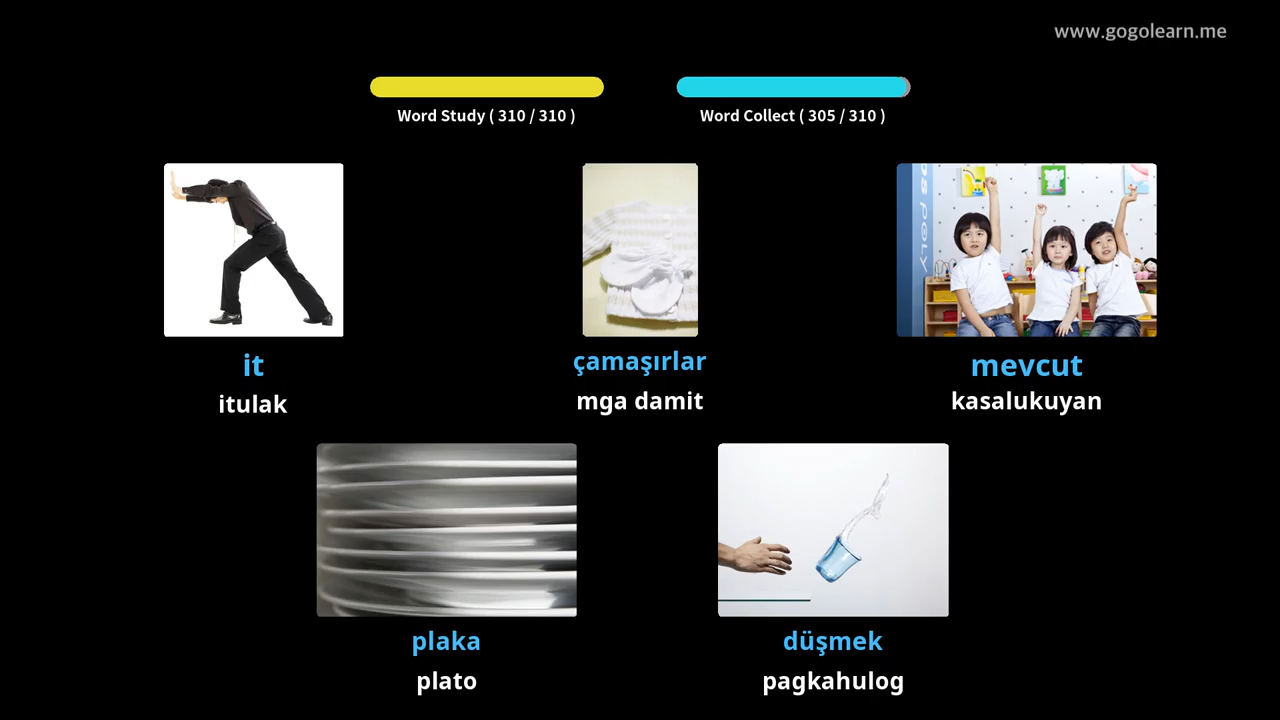 www.gogolearn.me
Word Study ( 310 / 310 )
Word Collect ( 305 / 310 )
it
itulak
çamaşırlar
mga damit
mevcut
kasalukuyan
plaka
plato
düşmek
pagkahulog